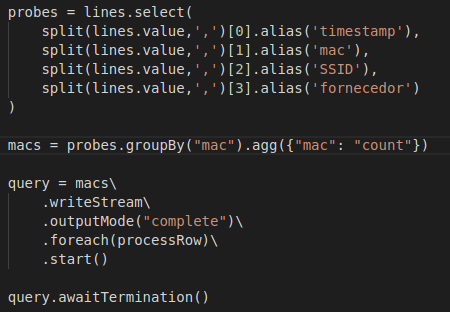 probes = lines.select(
    split(lines.value,',')[0].alias('timestamp'),
    split(lines.value,',')[1].alias('mac'),
    split(lines.value,',')[2].alias('SSID'),
    split(lines.value,',')[3].alias('fornecedor')
)
macs = probes.groupBy("mac").agg({"mac": "count"})
query = macs\
    .writeStream\
    .outputMode("complete")\
    .foreach(processRow)\
    .start()
query.awaitTermination()